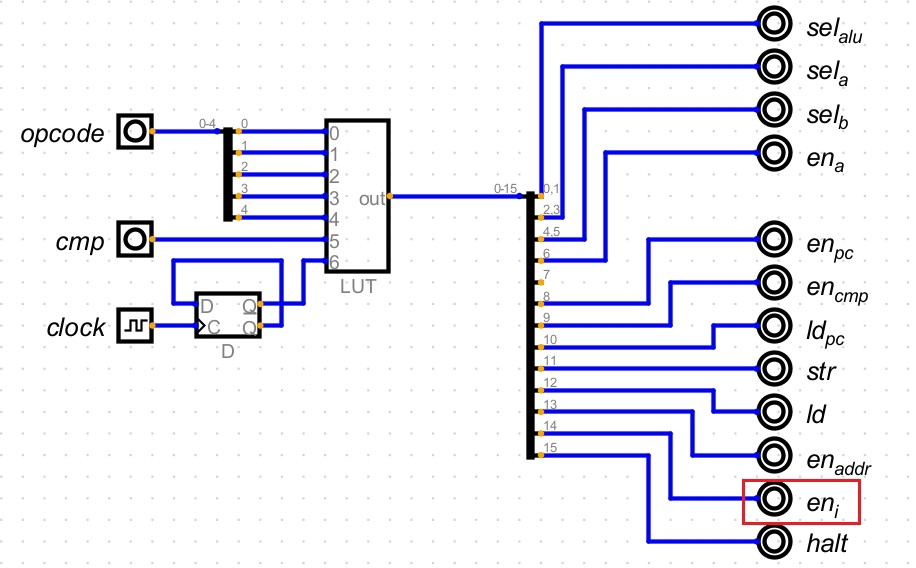 opcode
0-4
0
1
2
3
4
cmp
clock
D
C
Q
Q
D
0
1
2
3
4
5
6
out
LUT
0-15
0,1
2,3
4,5
6
7
8
9
10
11
12
13
14
15
sel_alu
sel_a
sel_b
en_a
en_pc
en_cmp
ld_pc
str
ld
en_addr
en_i
halt